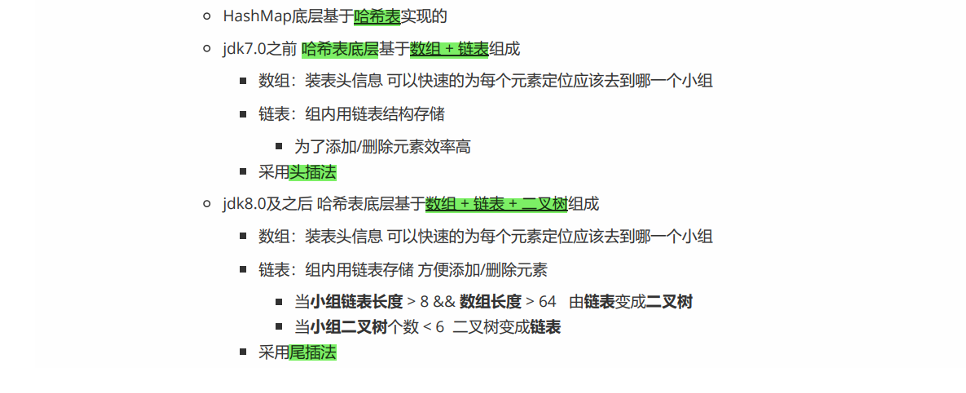 HashMap底层基于哈希表实现的
jdk7.0之前 哈希表底层基于数组 + 链表组成
数组：装表头信息 可以快速的为每个元素定位应该去到哪一个小组
链表：组内用链表结构存储
为了添加/删除元素效率高
采用头插法
jdk8.0及之后 哈希表底层基于数组 + 链表 + 二叉树组成
数组：装表头信息 可以快速的为每个元素定位应该去到哪一个小组
链表：组内用链表存储 方便添加/删除元素
当小组链表长度 > 8 && 数组长度 > 64 由链表变成二叉树
当小组二叉树个数 < 6 二叉树变成链表
采用尾插法